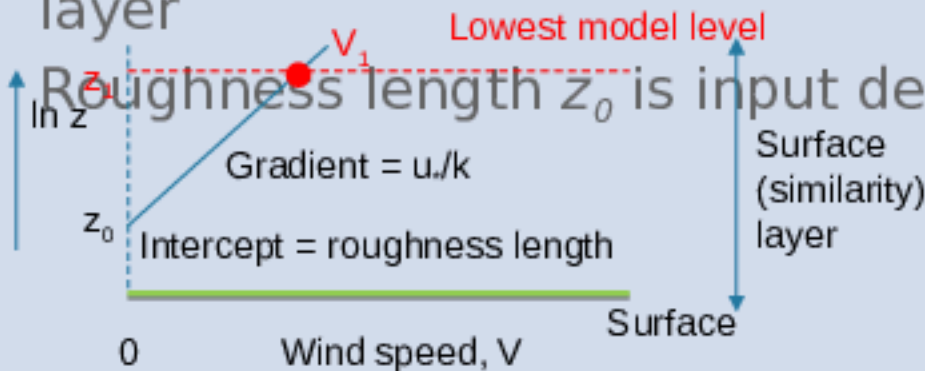 layer
Lowest model level
V1
z1
Roughness length z0 is input de
ln z
Gradient = u*/k
Surface
(similarity)
layer
z0
Intercept = roughness length
Surface
0
Wind speed, V